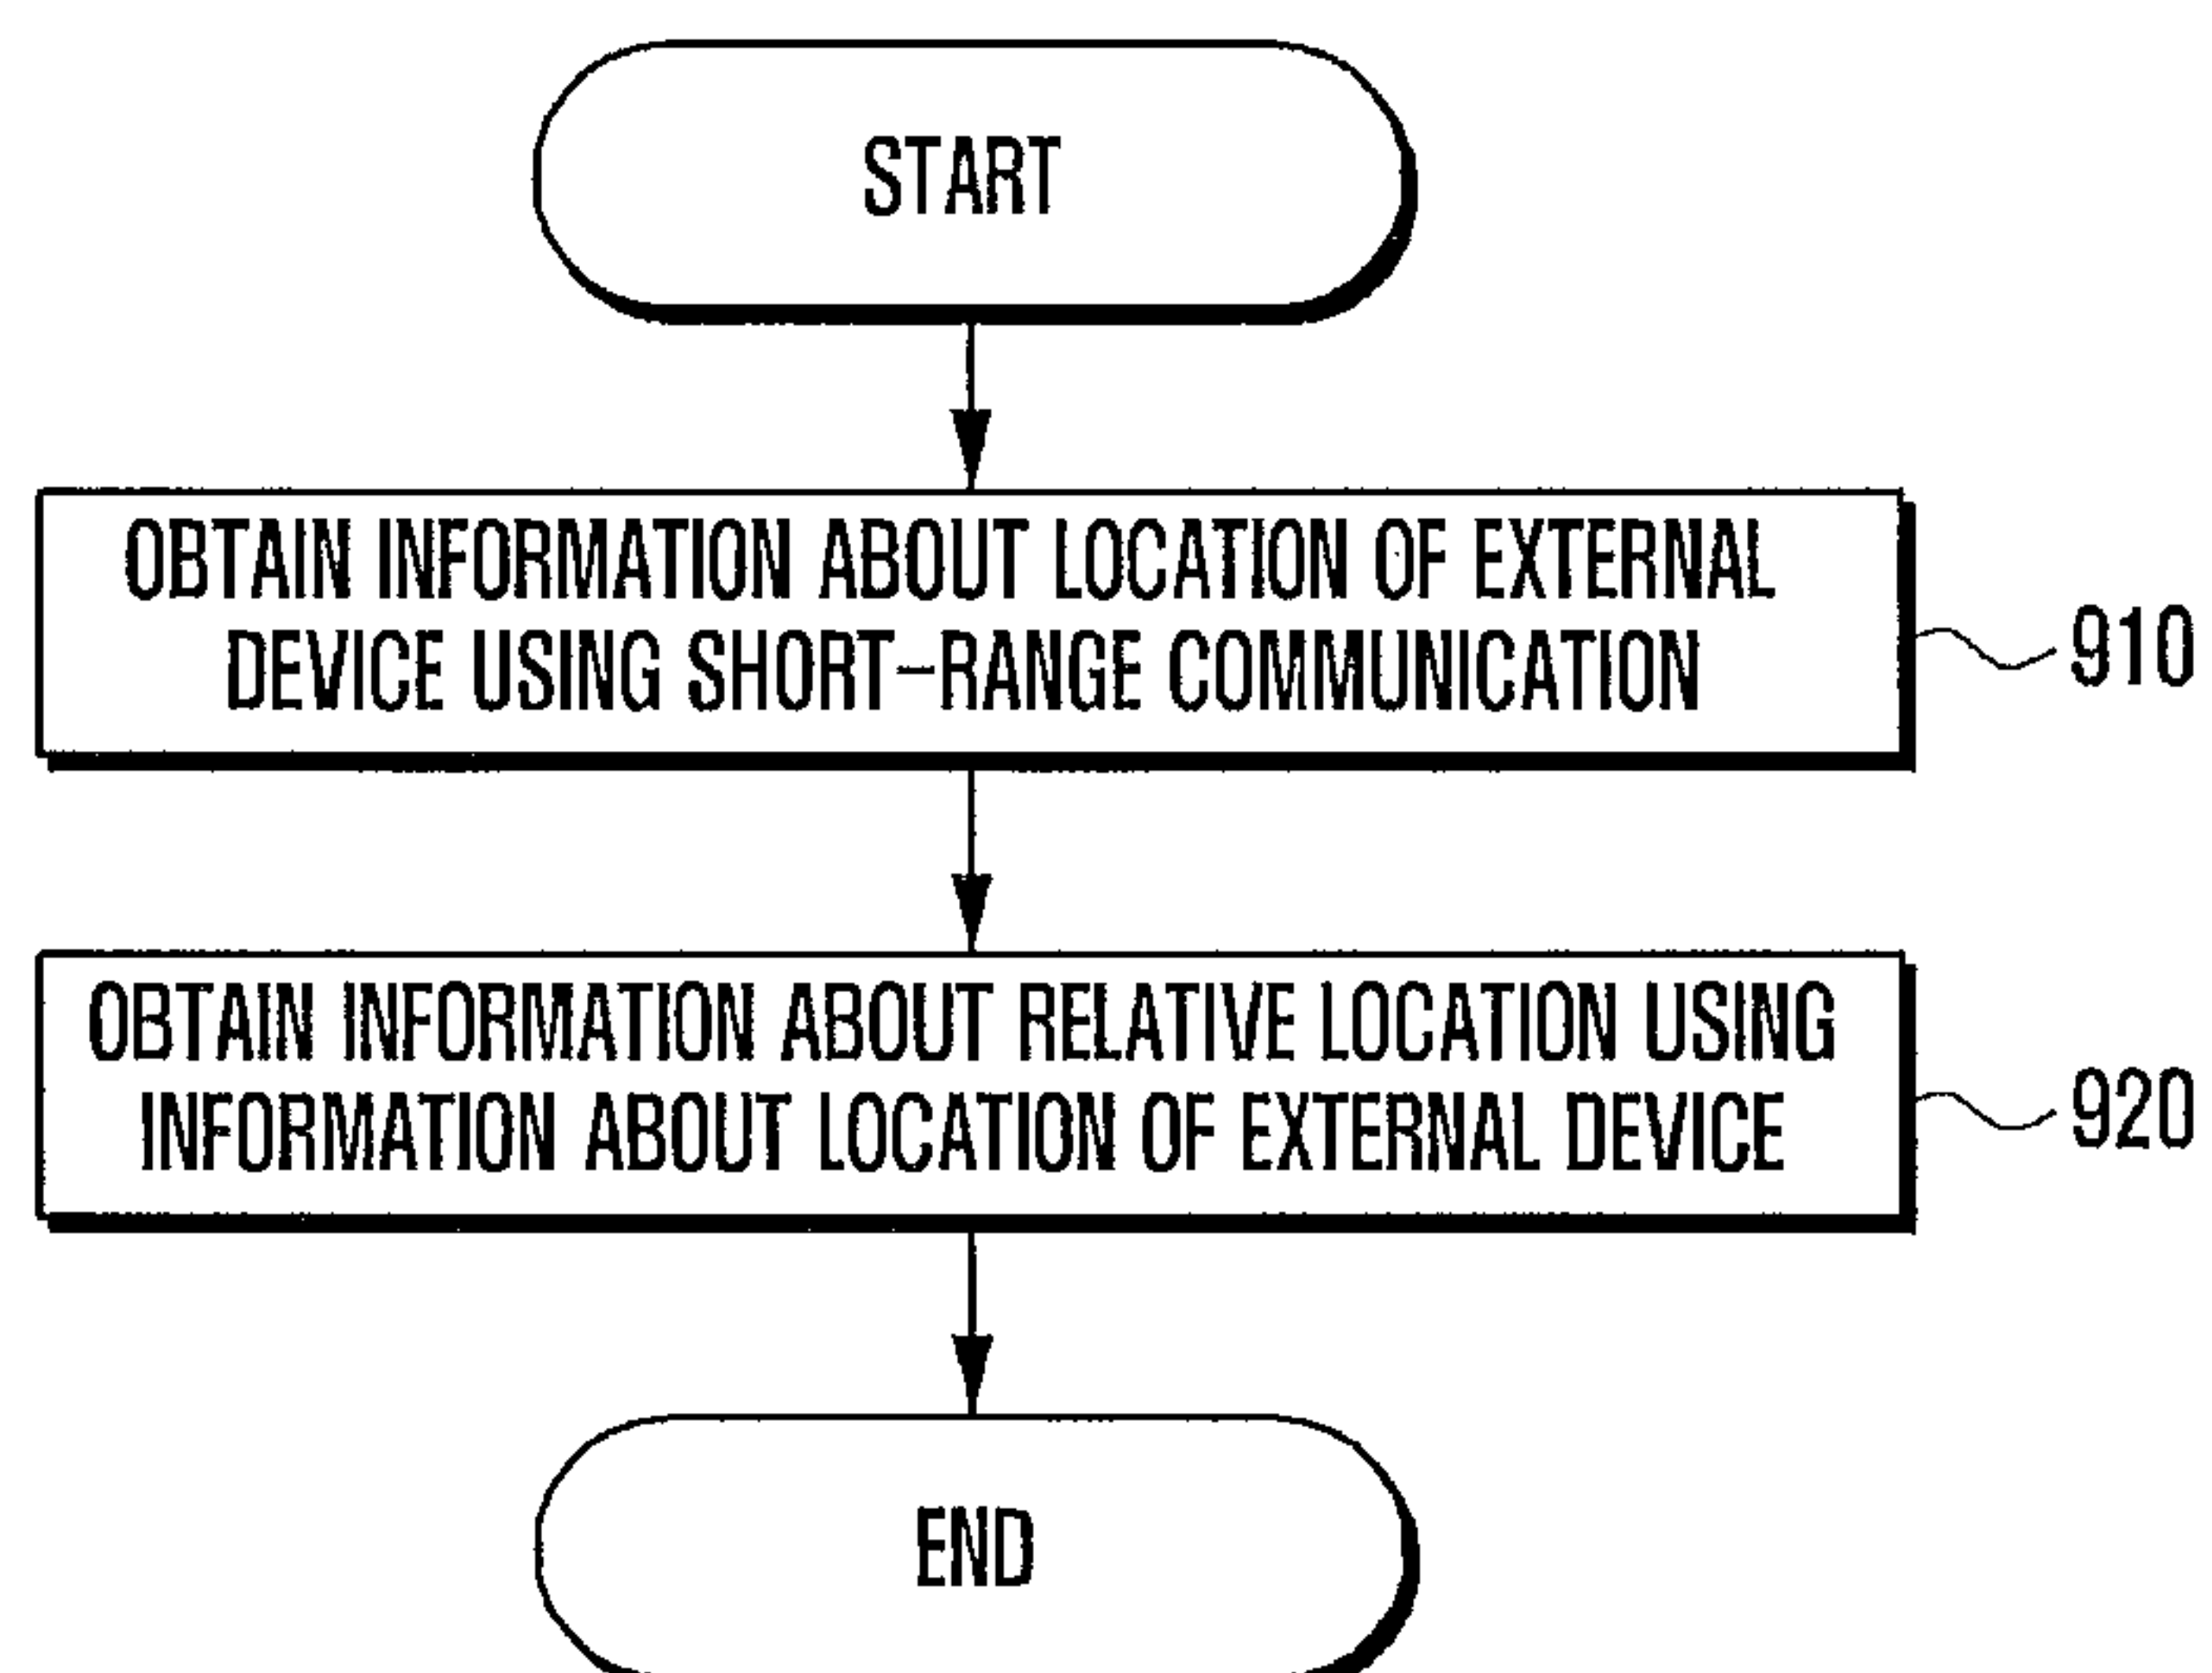 START
OBTAIN INFORMATION ABOUT LOCATION OF EXTERNAL
DEVICE USING SHORT-RANGE COMMUNICATION
910
OBTAIN INFORMATION ABOUT RELATIVE LOCATION USING
INFORMATION ABOUT LOCATION OF EXTERNAL DEVICE
920
END